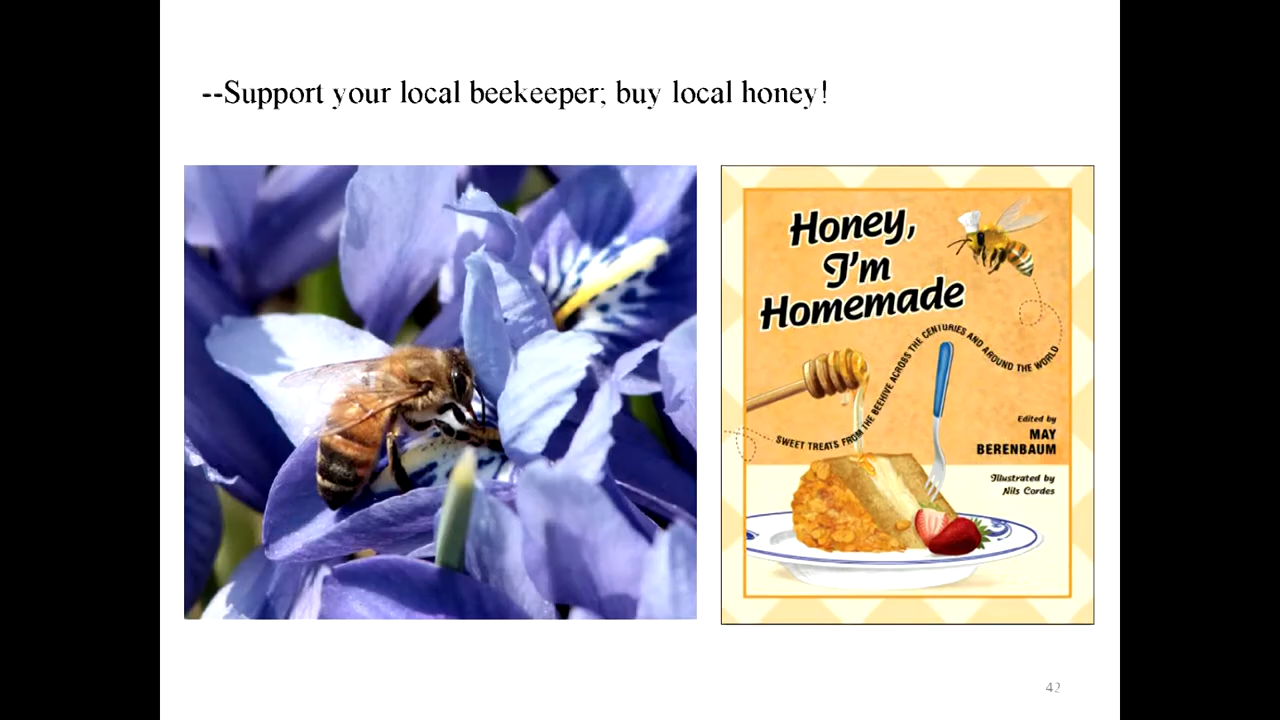 --Support your local beekeeper; buy local honey!
Honey,
I'm
Homemade
SWEET TREATS FROM THE BEEHIVE ACROSS THE CENTURIES AND AROUND THE WORLD
Edited by
MAY
BERENBAUM
Illustrated by
Nils Cordes
42